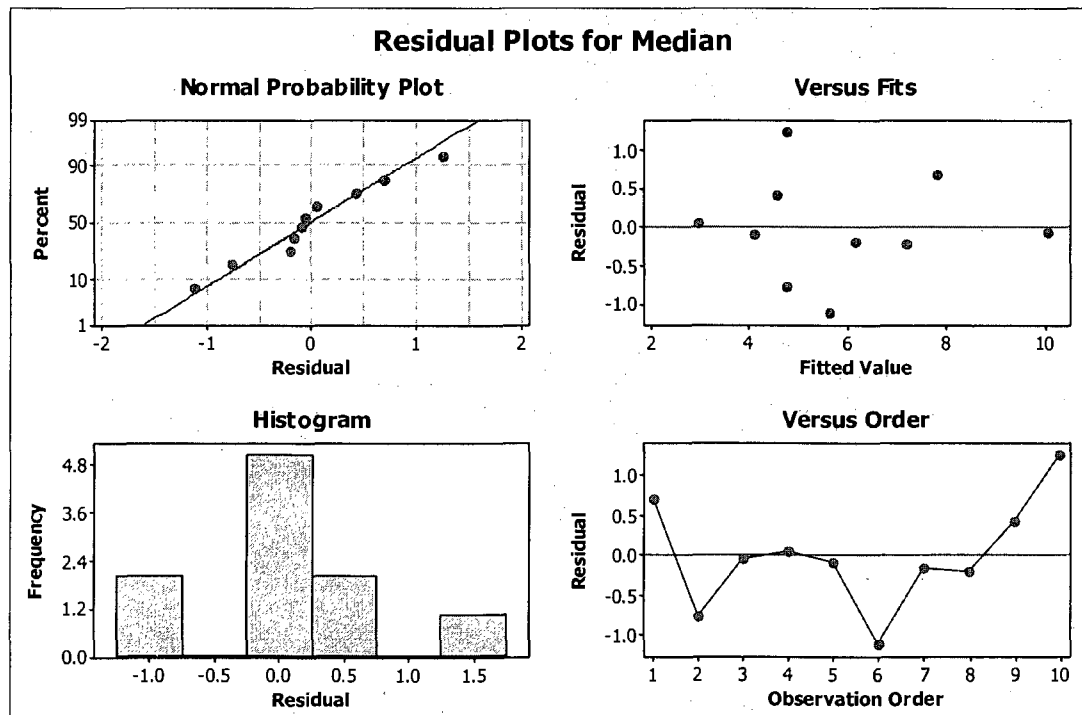 Residual Plots for Median
Normal Probability Plot
99
90
50
10
1
Percent
-2 -1 0 1 2
Residual
Versus Fits
1.0
0.5
0.0
-0.5
-1.0
Residual
2 4 6 8 10
Fitted Value
Histogram
4.8
3.6
2.4
1.2
0.0
Frequency
-1.0 -0.5 0.0 0.5 1.0 1.5
Residual
Versus Order
1.0
0.5
0.0
-0.5
-1.0
Residual
1 2 3 4 5 6 7 8 9 10
Observation Order